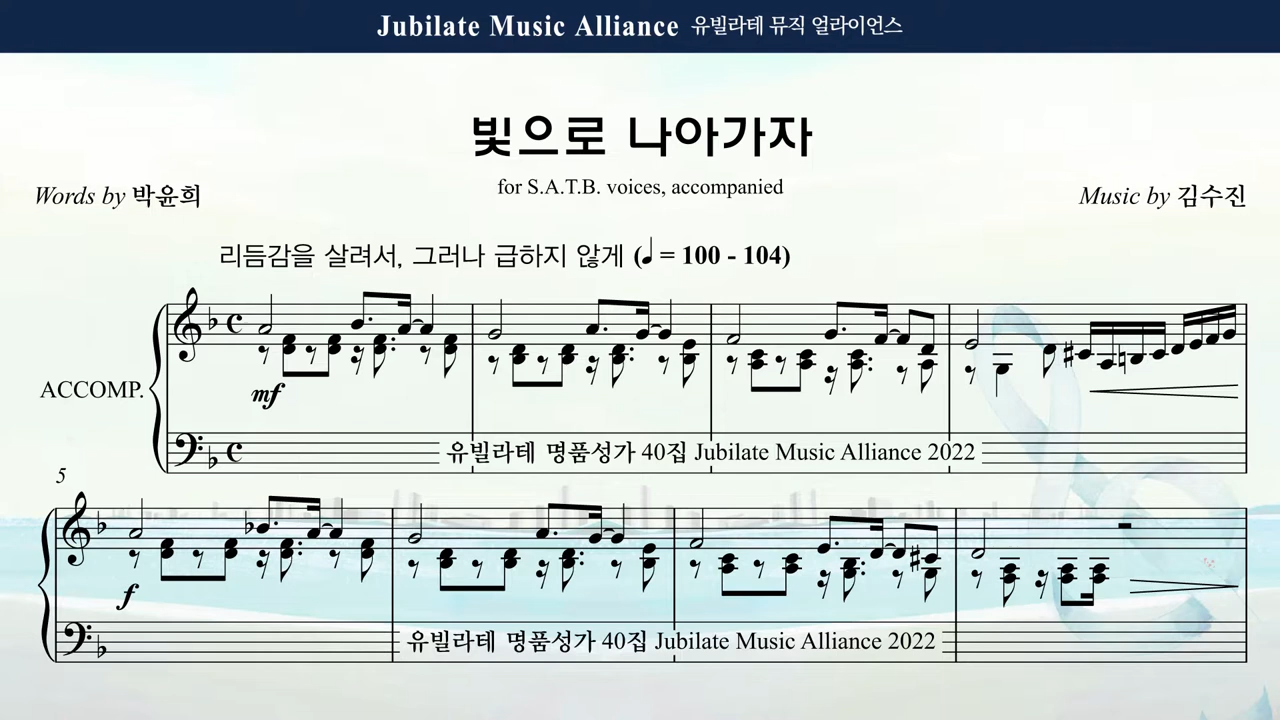 Jubilate Music Alliance 유빌라테 뮤직 얼라이언스
빛으로 나아가자
for S.A.T.B. voices, accompanied
Words by 박윤희
Music by 김수진
리듬감을 살려서, 그러나 급하지 않게 (♩ = 100 - 104)
ACCOMP.
mf
유빌라테 명품성가 40집 Jubilate Music Alliance 2022
5
f
유빌라테 명품성가 40집 Jubilate Music Alliance 2022